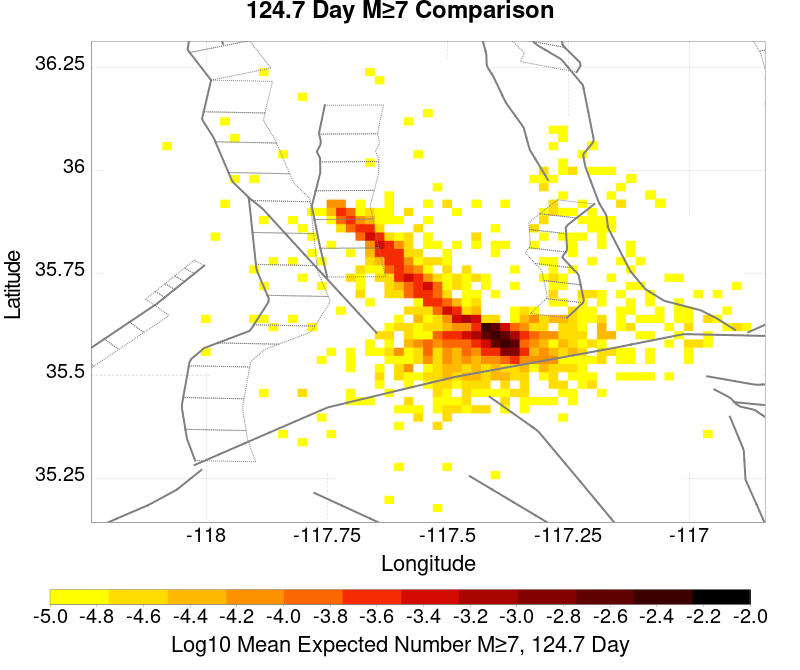 124.7 Day M≥7 Comparison
36.25
36
35.75
35.5
35.25
Latitude
-118 -117.75 -117.5 -117.25 -117
Longitude
-5.0 -4.8 -4.6 -4.4 -4.2 -4.0 -3.8 -3.6 -3.4 -3.2 -3.0 -2.8 -2.6 -2.4 -2.2 -2.0
Log10 Mean Expected Number M≥7, 124.7 Day